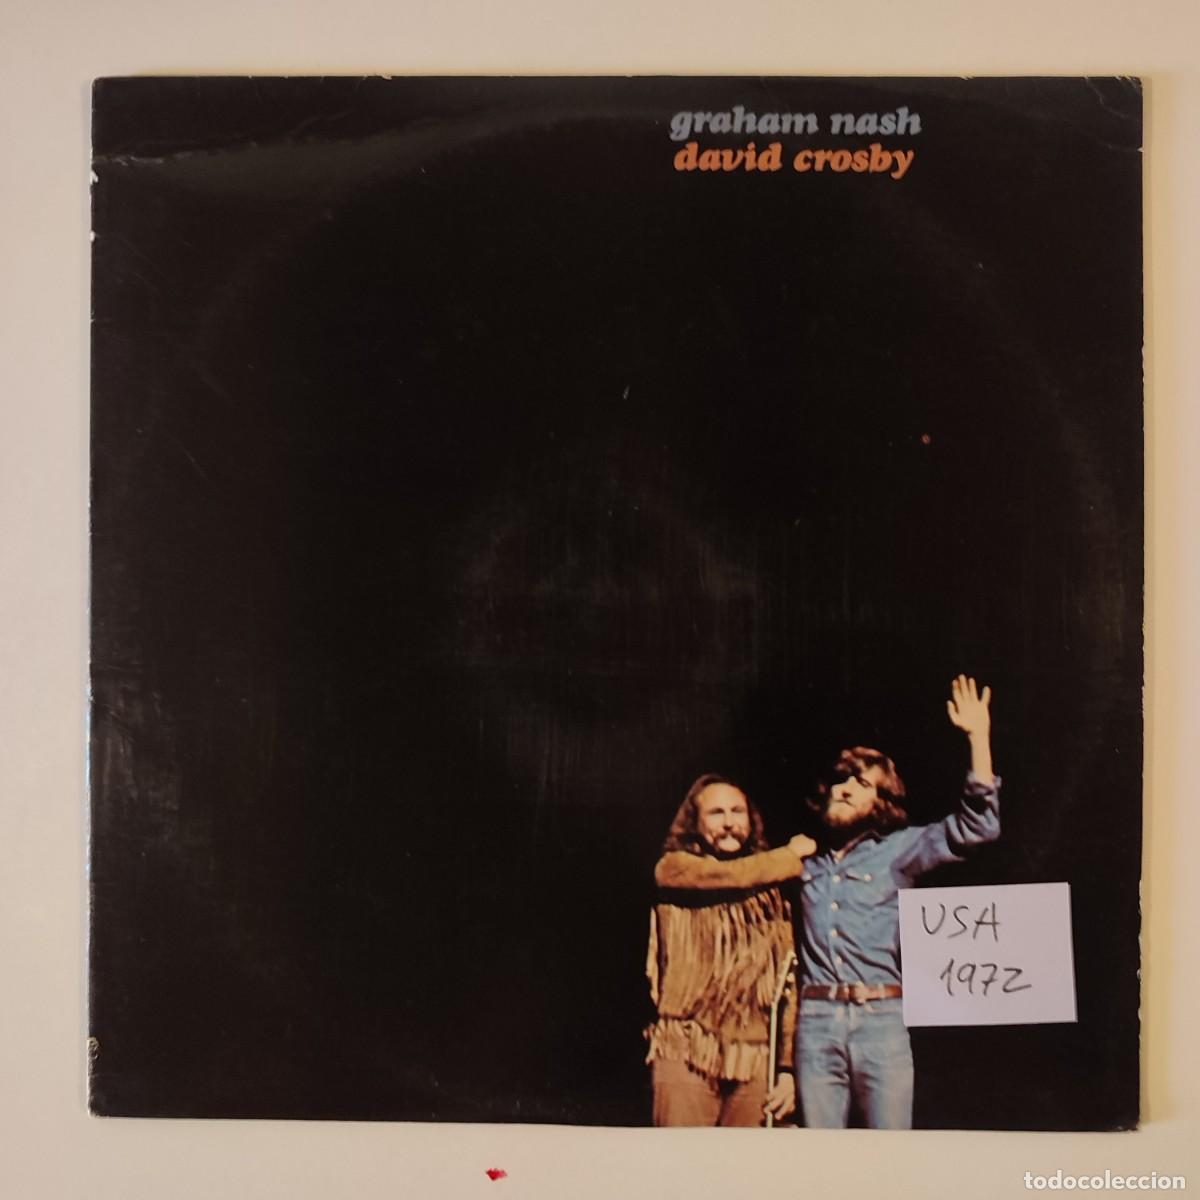 graham nash
david crosby
USA
1972
todocoleccion